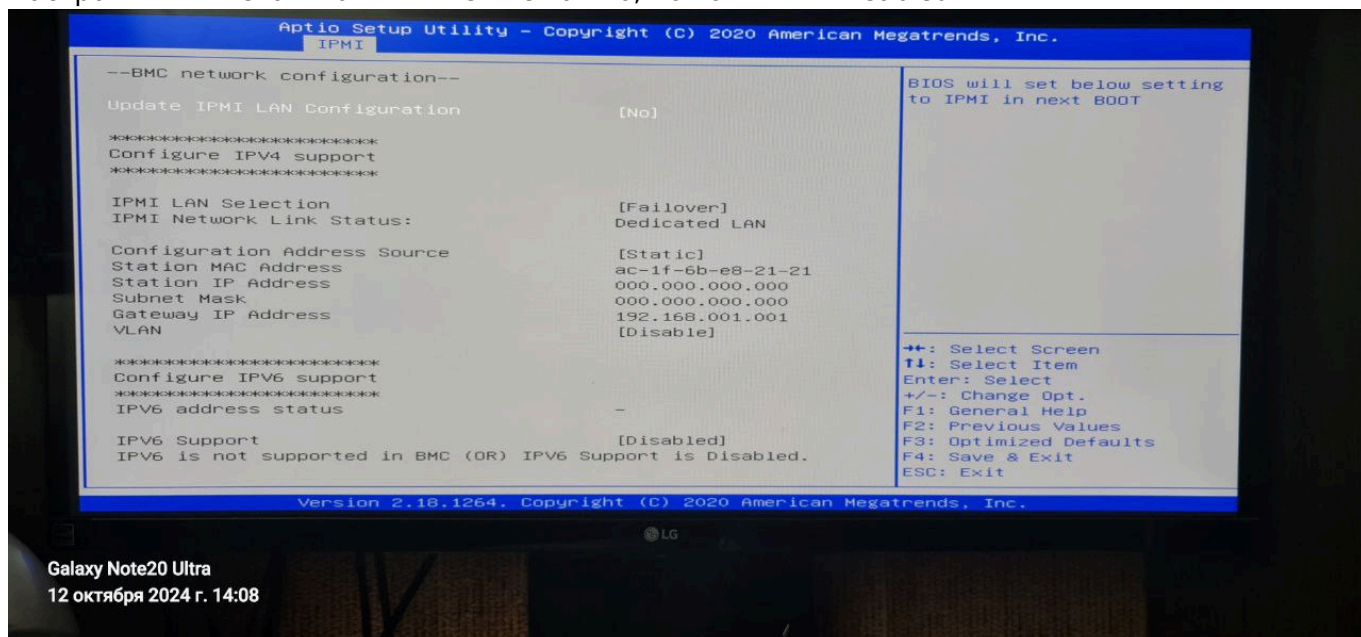 Aptio Setup Utility – Copyright (C) 2020 American Megatrends, Inc.
IPMI
--BMC network configuration--
Update IPMI LAN Configuration [No]
***************************
Configure IPV4 support
***************************
IPMI LAN Selection [Failover]
IPMI Network Link Status: Dedicated LAN
Configuration Address Source [Static]
Station MAC Address ac-1f-6b-e8-21-21
Station IP Address 000.000.000.000
Subnet Mask 000.000.000.000
Gateway IP Address 192.168.001.001
VLAN [Disable]
***************************
Configure IPV6 support
***************************
IPV6 address status –
IPV6 Support [Disabled]
IPV6 is not supported in BMC (OR) IPV6 Support is Disabled.
BIOS will set below setting
to IPMI in next BOOT
→←: Select Screen
↑↓: Select Item
Enter: Select
+/-: Change Opt.
F1: General Help
F2: Previous Values
F3: Optimized Defaults
F4: Save & Exit
ESC: Exit
Version 2.18.1264. Copyright (C) 2020 American Megatrends, Inc.
LG
Galaxy Note20 Ultra
12 октября 2024 г. 14:08